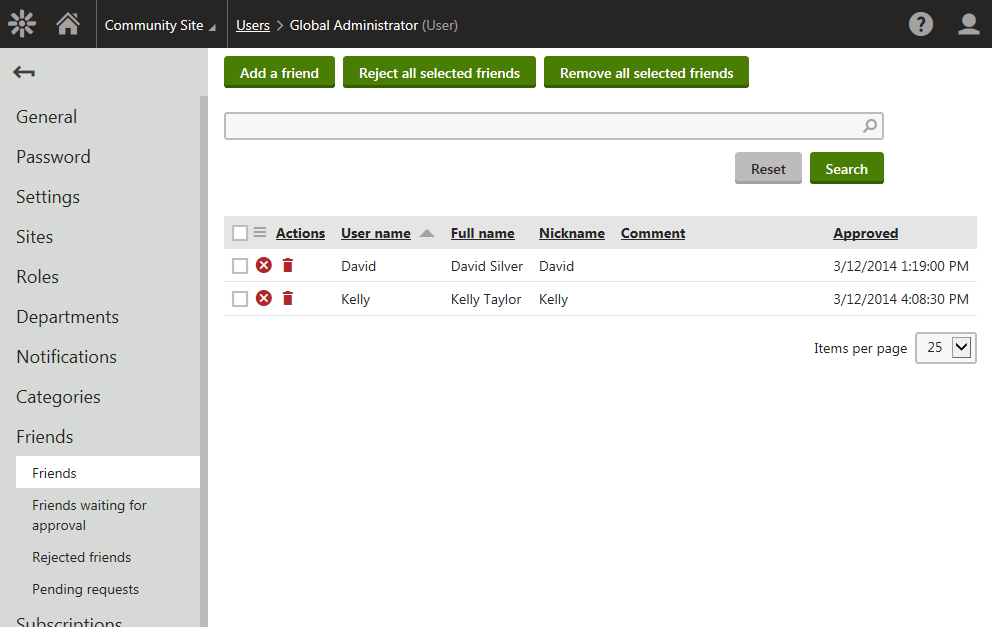 Community Site Users > Global Administrator (User) ?
Add a friend Reject all selected friends Remove all selected friends
Reset Search
General
Password
Settings
Sites
Roles
Departments
Notifications
Categories
Friends
Friends
Friends waiting for
approval
Rejected friends
Pending requests
Subscriptions
Actions User name Full name Nickname Comment Approved
David David Silver David 3/12/2014 1:19:00 PM
Kelly Kelly Taylor Kelly 3/12/2014 4:08:30 PM
Items per page 25